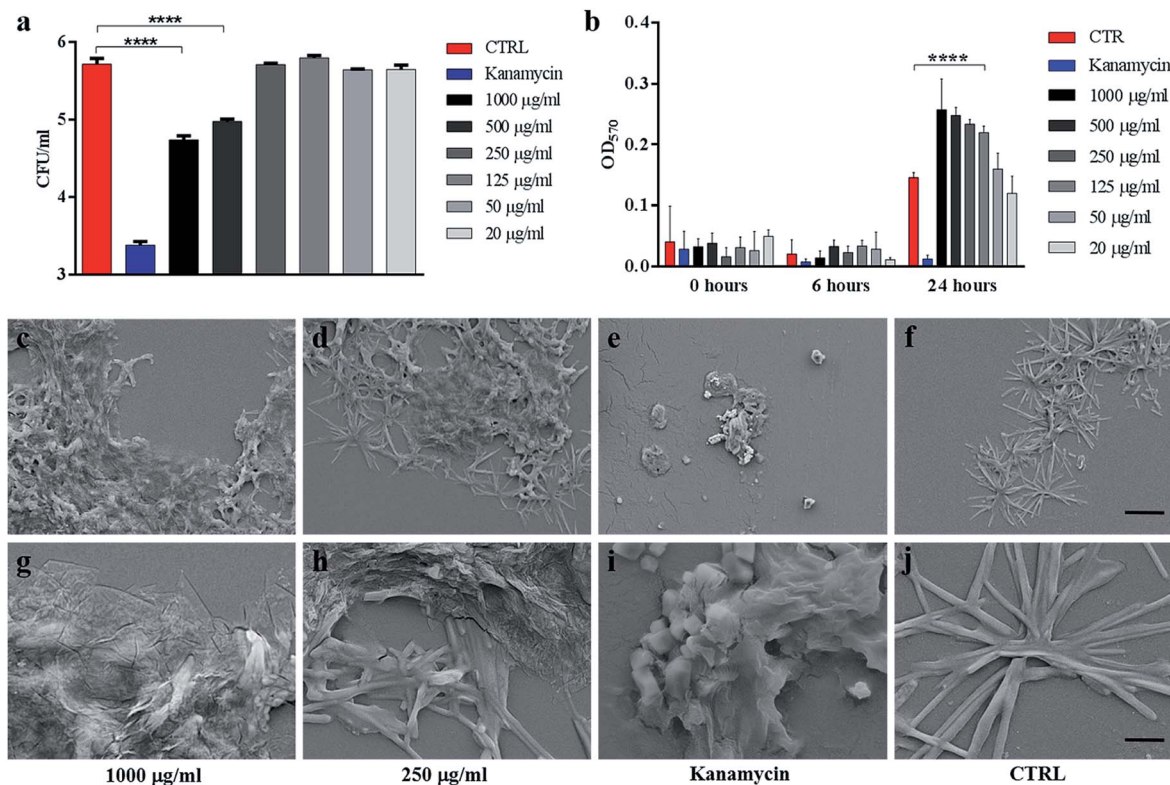 a
****
****
6
5
4
3
CFU/ml
CTRL
Kanamycin
1000 µg/ml
500 µg/ml
250 µg/ml
125 µg/ml
50 µg/ml
20 µg/ml
b
0.4
0.3
0.2
0.1
0.0
OD570
****
0 hours
6 hours
24 hours
CTR
Kanamycin
1000 µg/ml
500 µg/ml
250 µg/ml
125 µg/ml
50 µg/ml
20 µg/ml
c
d
e
f
g
h
i
j
1000 µg/ml
250 µg/ml
Kanamycin
CTRL